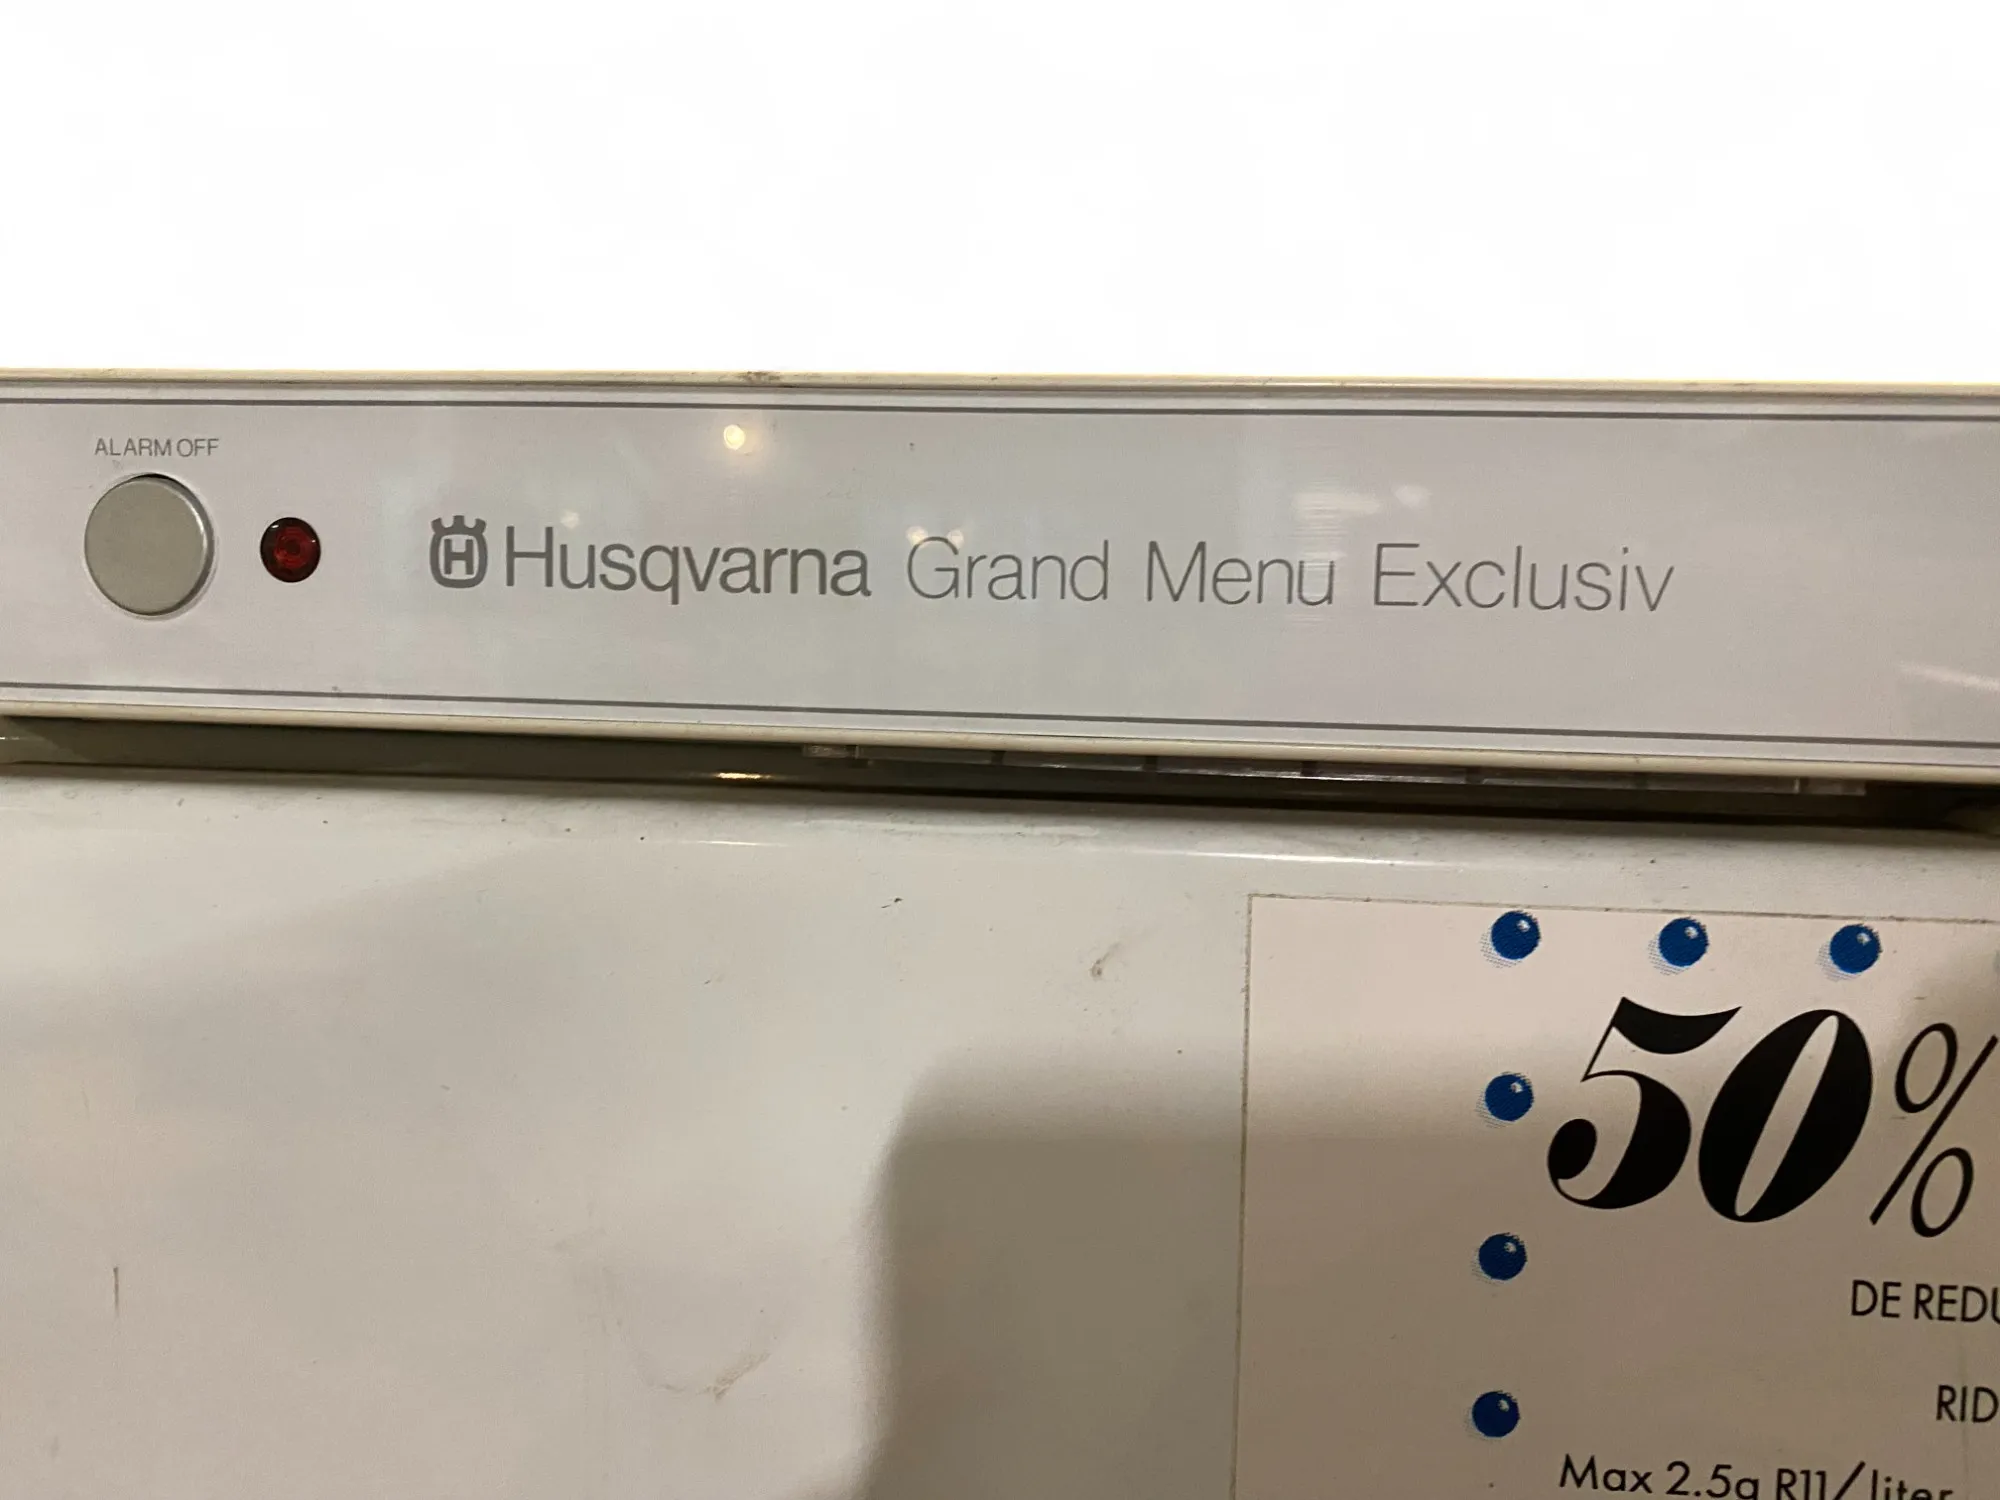 ALARM OFF
Husqvarna Grand Menu Exclusiv
50%
DE REDU
RID
Max 2.5g R11/liter